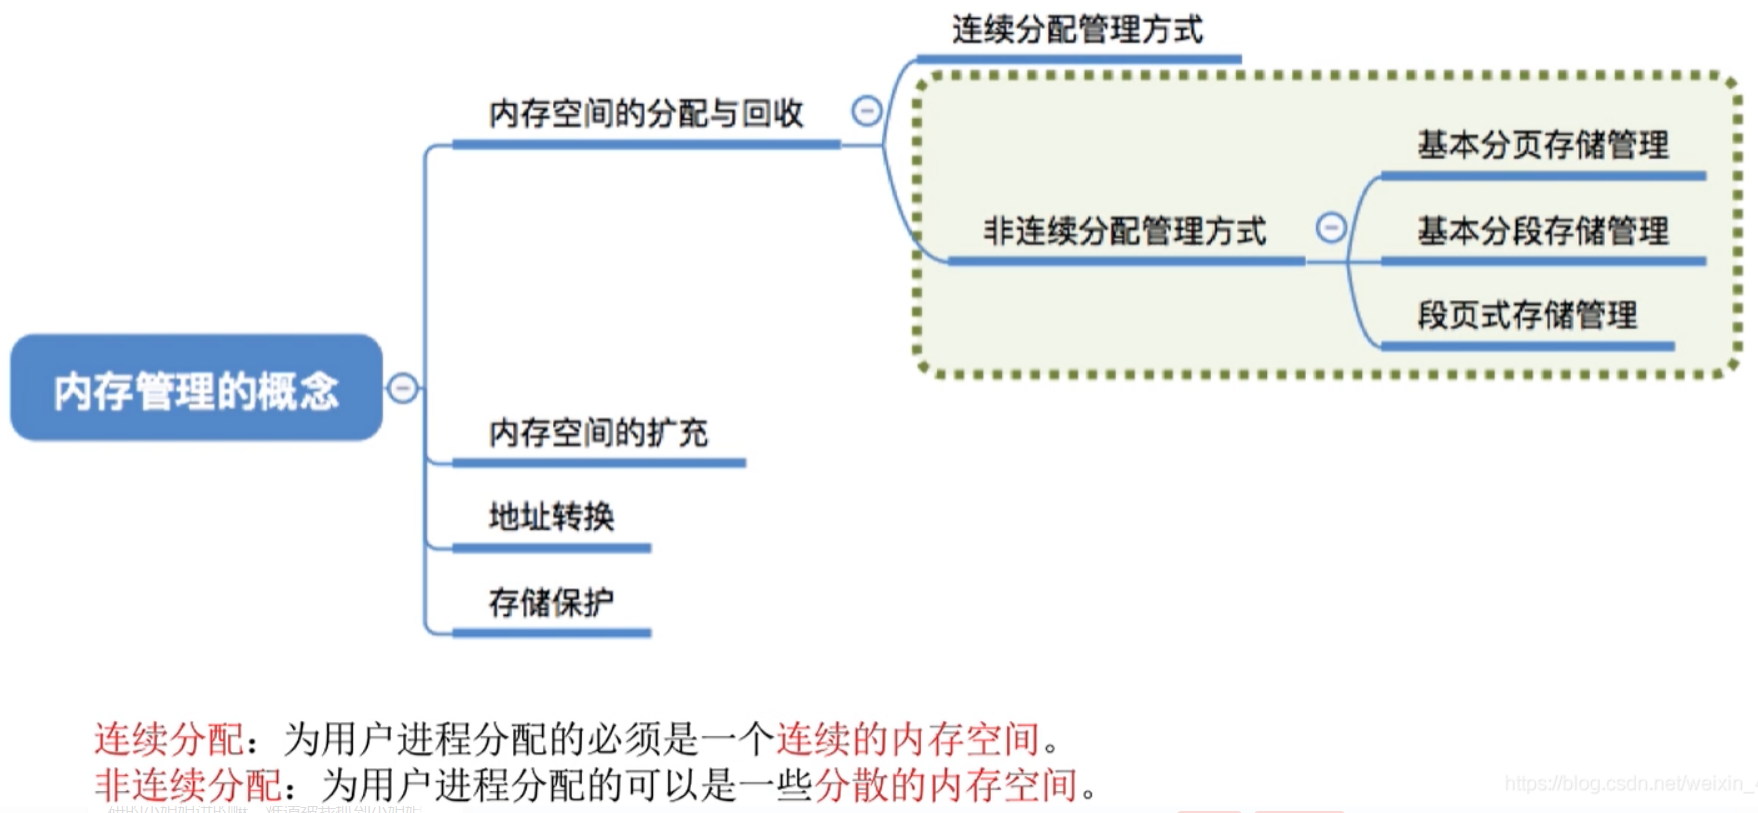 连续分配管理方式
内存空间的分配与回收
基本分页存储管理
非连续分配管理方式
基本分段存储管理
段页式存储管理
内存管理的概念
内存空间的扩充
地址转换
存储保护
连续分配：为用户进程分配的必须是一个连续的内存空间。
非连续分配：为用户进程分配的可以是一些分散的内存空间。
https://blog.csdn.net/weixin_